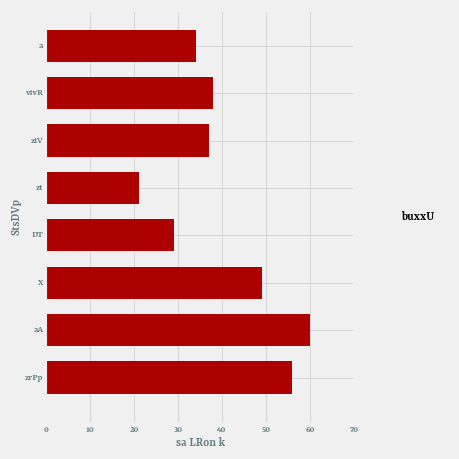 a
vivR
ziV
zt
DT
X
aA
zrPp
StsDVp
0 10 20 30 40 50 60 70
sa LRon k
buxxU